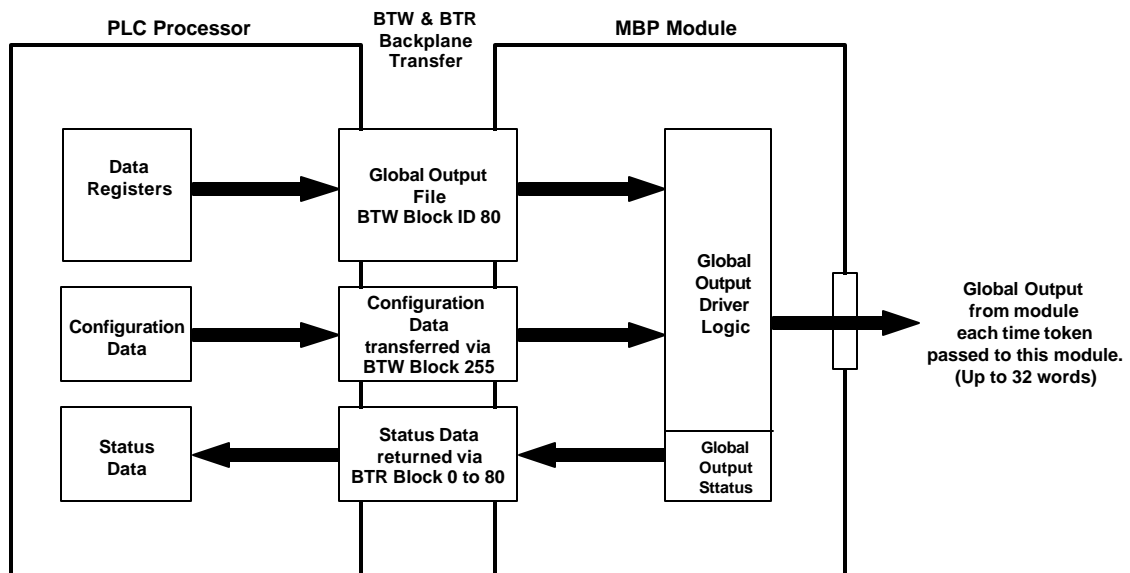 PLC Processor
BTW & BTR
Backplane
Transfer
MBP Module
Data
Registers
Global Output
File
BTW Block ID 80
Global
Output
Driver
Logic
Configuration
Data
Configuration
Data
transferred via
BTW Block 255
Global Output
from module
each time token
passed to this module.
(Up to 32 words)
Status
Data
Status Data
returned via
BTR Block 0 to 80
Global
Output
Sttatus